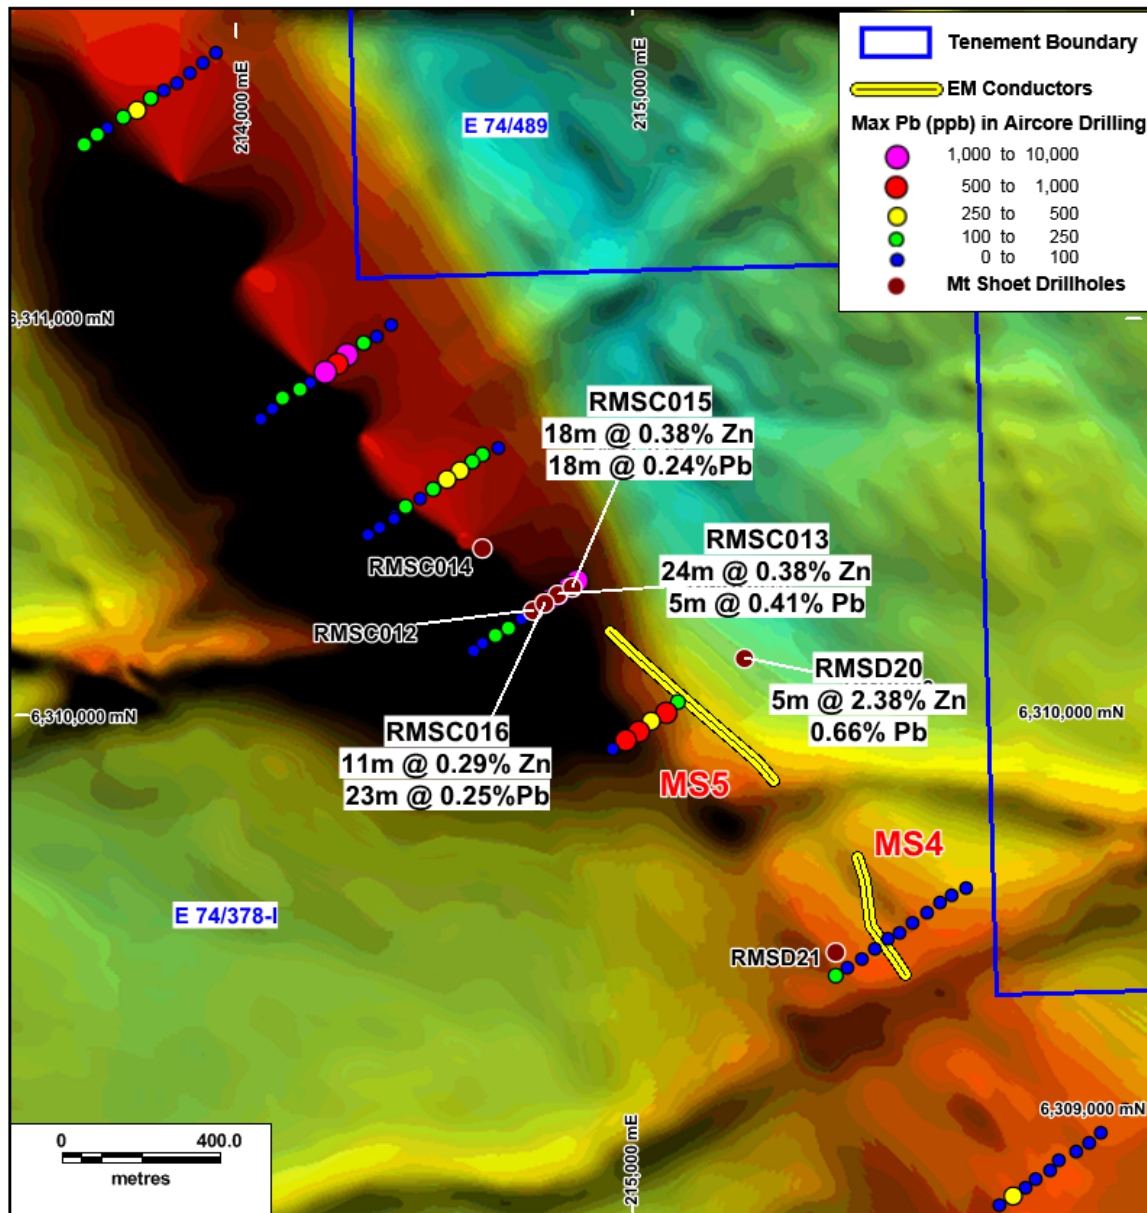 Tenement Boundary
EM Conductors
Max Pb (ppb) in Aircore Drilling
1,000 to 10,000
500 to 1,000
250 to 500
100 to 250
0 to 100
Mt Shoet Drillholes
214,000 mE
215,000 mE
E 74/489
6,311,000 mN
RMSC015
18m @ 0.38% Zn
18m @ 0.24%Pb
RMSC013
24m @ 0.38% Zn
5m @ 0.41% Pb
RMSC014
RMSC012
RMSD20
5m @ 2.38% Zn
0.66% Pb
6,310,000 mN
6,310,000 mN
RMSC016
11m @ 0.29% Zn
23m @ 0.25%Pb
MS5
MS4
E 74/378-I
RMSD21
6,309,000 mN
215,000 mE
0 400.0
metres